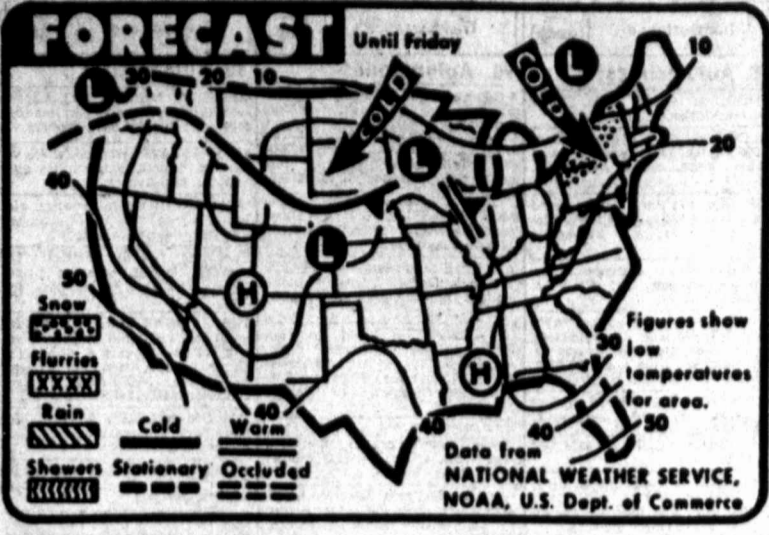 FORECAST
Until Friday
L
10
L
30 20 10
COLD
COLD
20
L
40
L
H
50
Snow
Figures show
low
temperatures
for area.
30
Flurries
H
Rain
Cold
Warm
40
40
40
50
Showers
Stationary
Occluded
Data from
NATIONAL WEATHER SERVICE,
NOAA, U.S. Dept. of Commerce